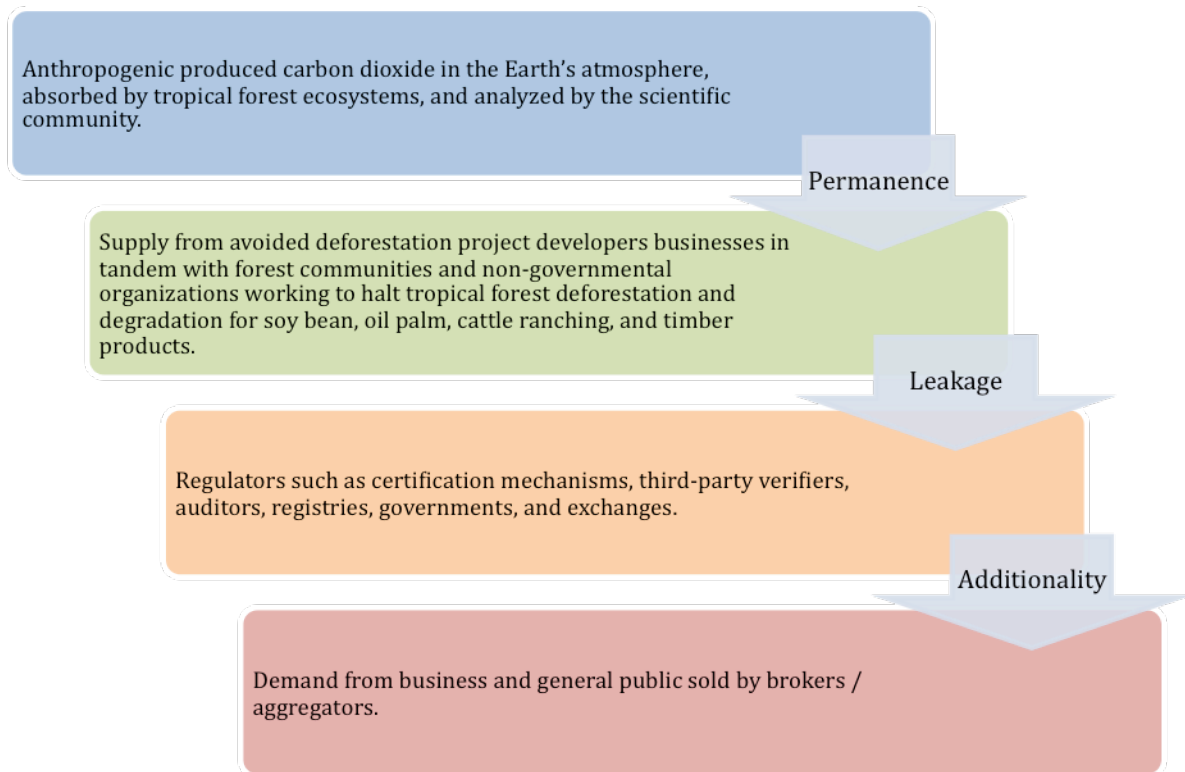 Anthropogenic produced carbon dioxide in the Earth’s atmosphere,
absorbed by tropical forest ecosystems, and analyzed by the scientific
community.
Permanence
Supply from avoided deforestation project developers businesses in
tandem with forest communities and non-governmental
organizations working to halt tropical forest deforestation and
degradation for soy bean, oil palm, cattle ranching, and timber
products.
Leakage
Regulators such as certification mechanisms, third-party verifiers,
auditors, registries, governments, and exchanges.
Additionality
Demand from business and general public sold by brokers /
aggregators.